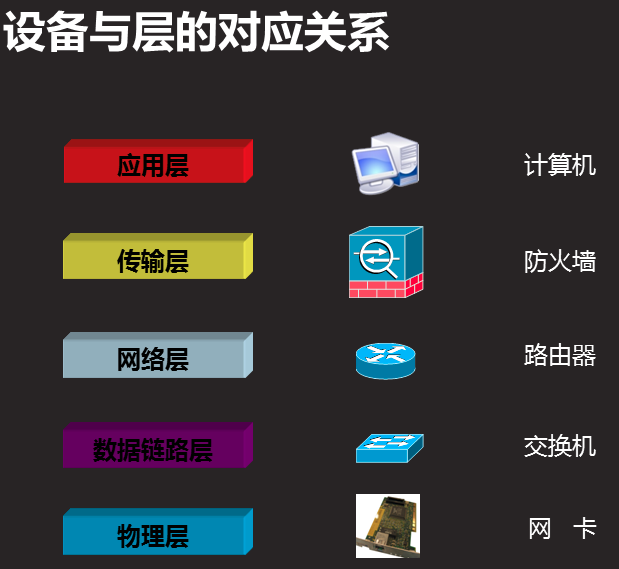 设备与层的对应关系
应用层 计算机
传输层 防火墙
网络层 路由器
数据链路层 交换机
物理层 网 卡